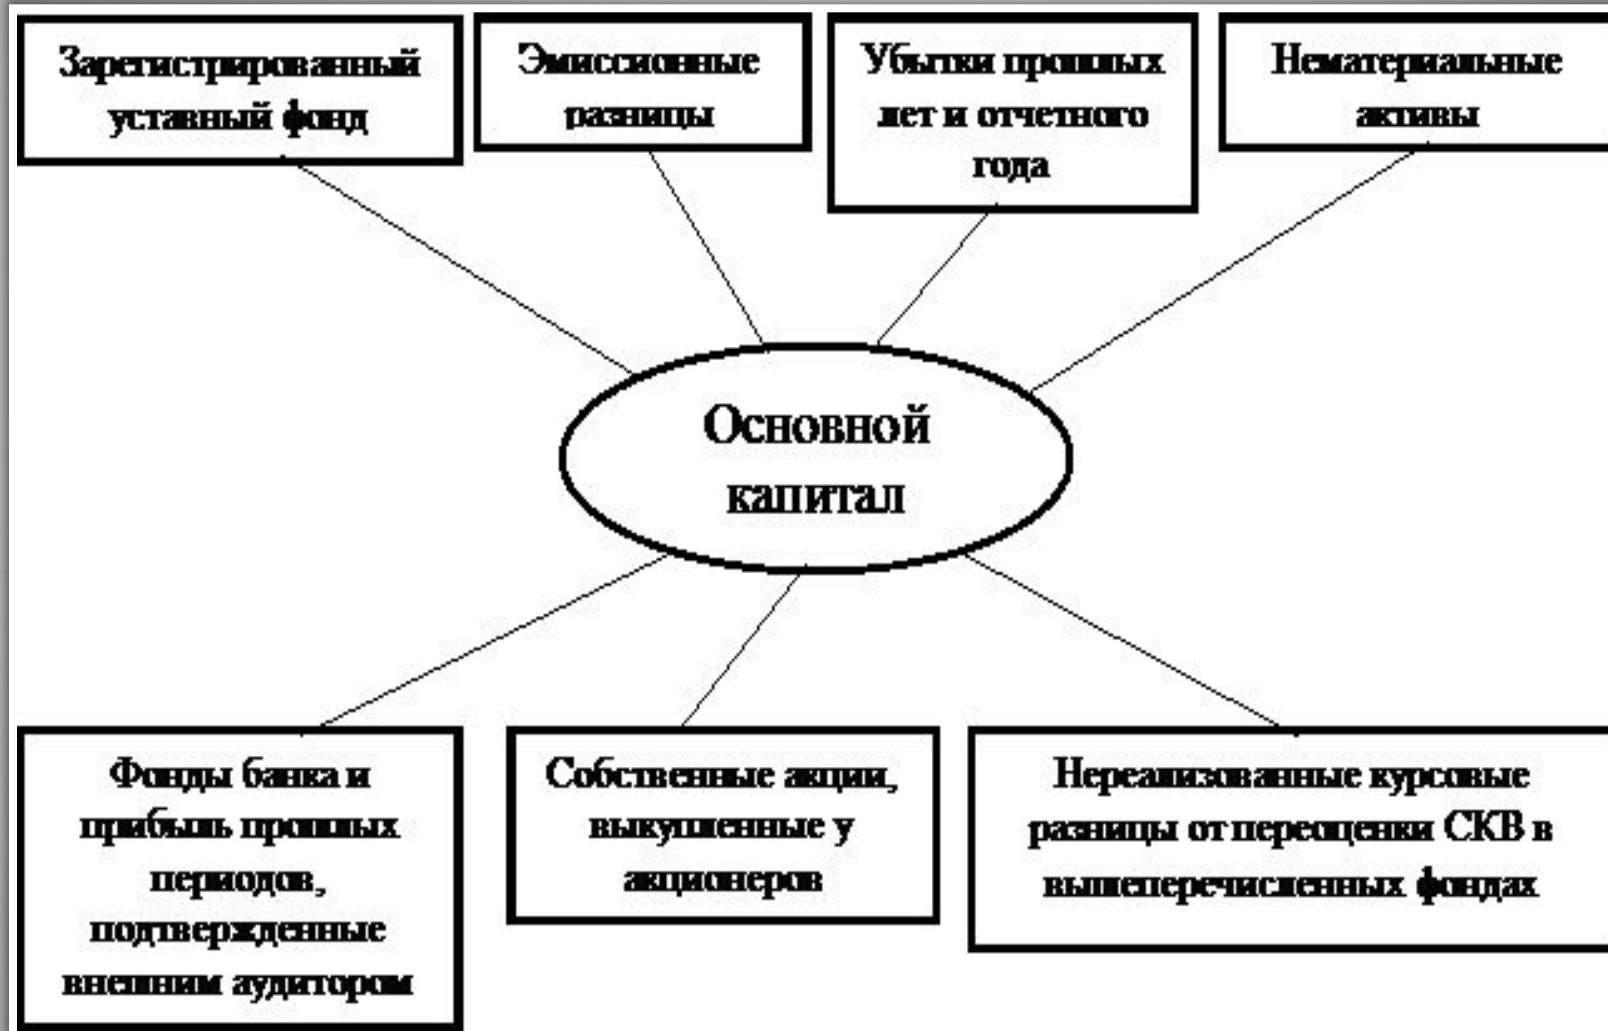 Зарегистрированный
уставный фонд
Эмиссионные
разницы
Убытки прошлых
лет и отчетного
года
Нематериальные
активы
Основной
капитал
Фонды банка и
прибыль прошлых
периодов,
подтвержденные
внешним аудитором
Собственные акции,
выкупленные у
акционеров
Нереализованные курсовые
разницы от переоценки СКВ в
вышеперечисленных фондах